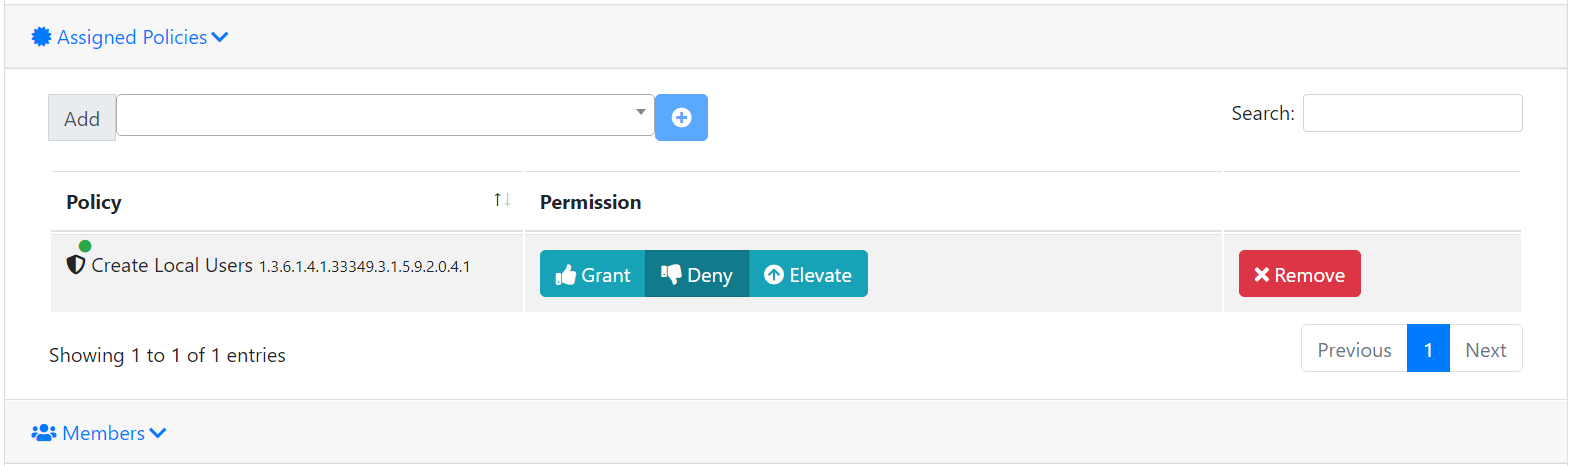 Assigned Policies
Add
Search:
Policy Permission
Create Local Users 1.3.6.1.4.1.33349.3.1.5.9.2.0.4.1 Grant Deny Elevate Remove
Showing 1 to 1 of 1 entries
Previous 1 Next
Members